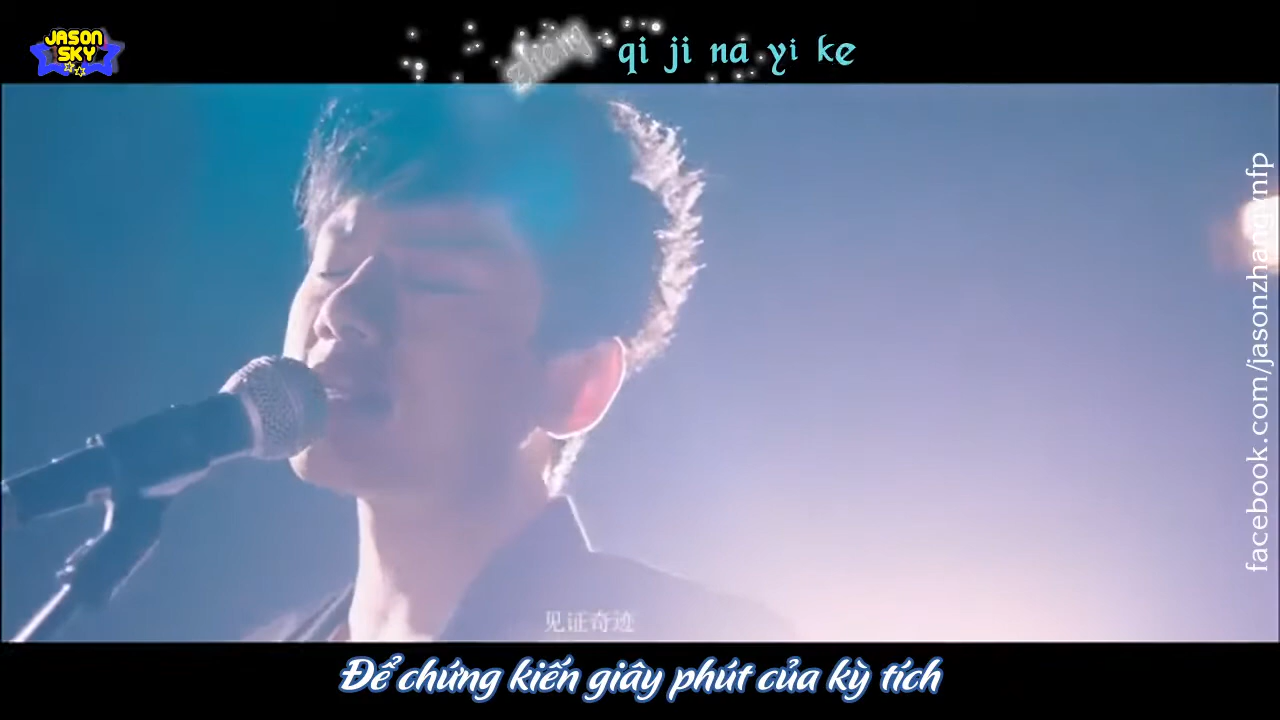 JASON
SKY
zheng qi ji na yi ke
facebook.com/jasonzhangvnfp
见证奇迹
Để chứng kiến giây phút của kỳ tích